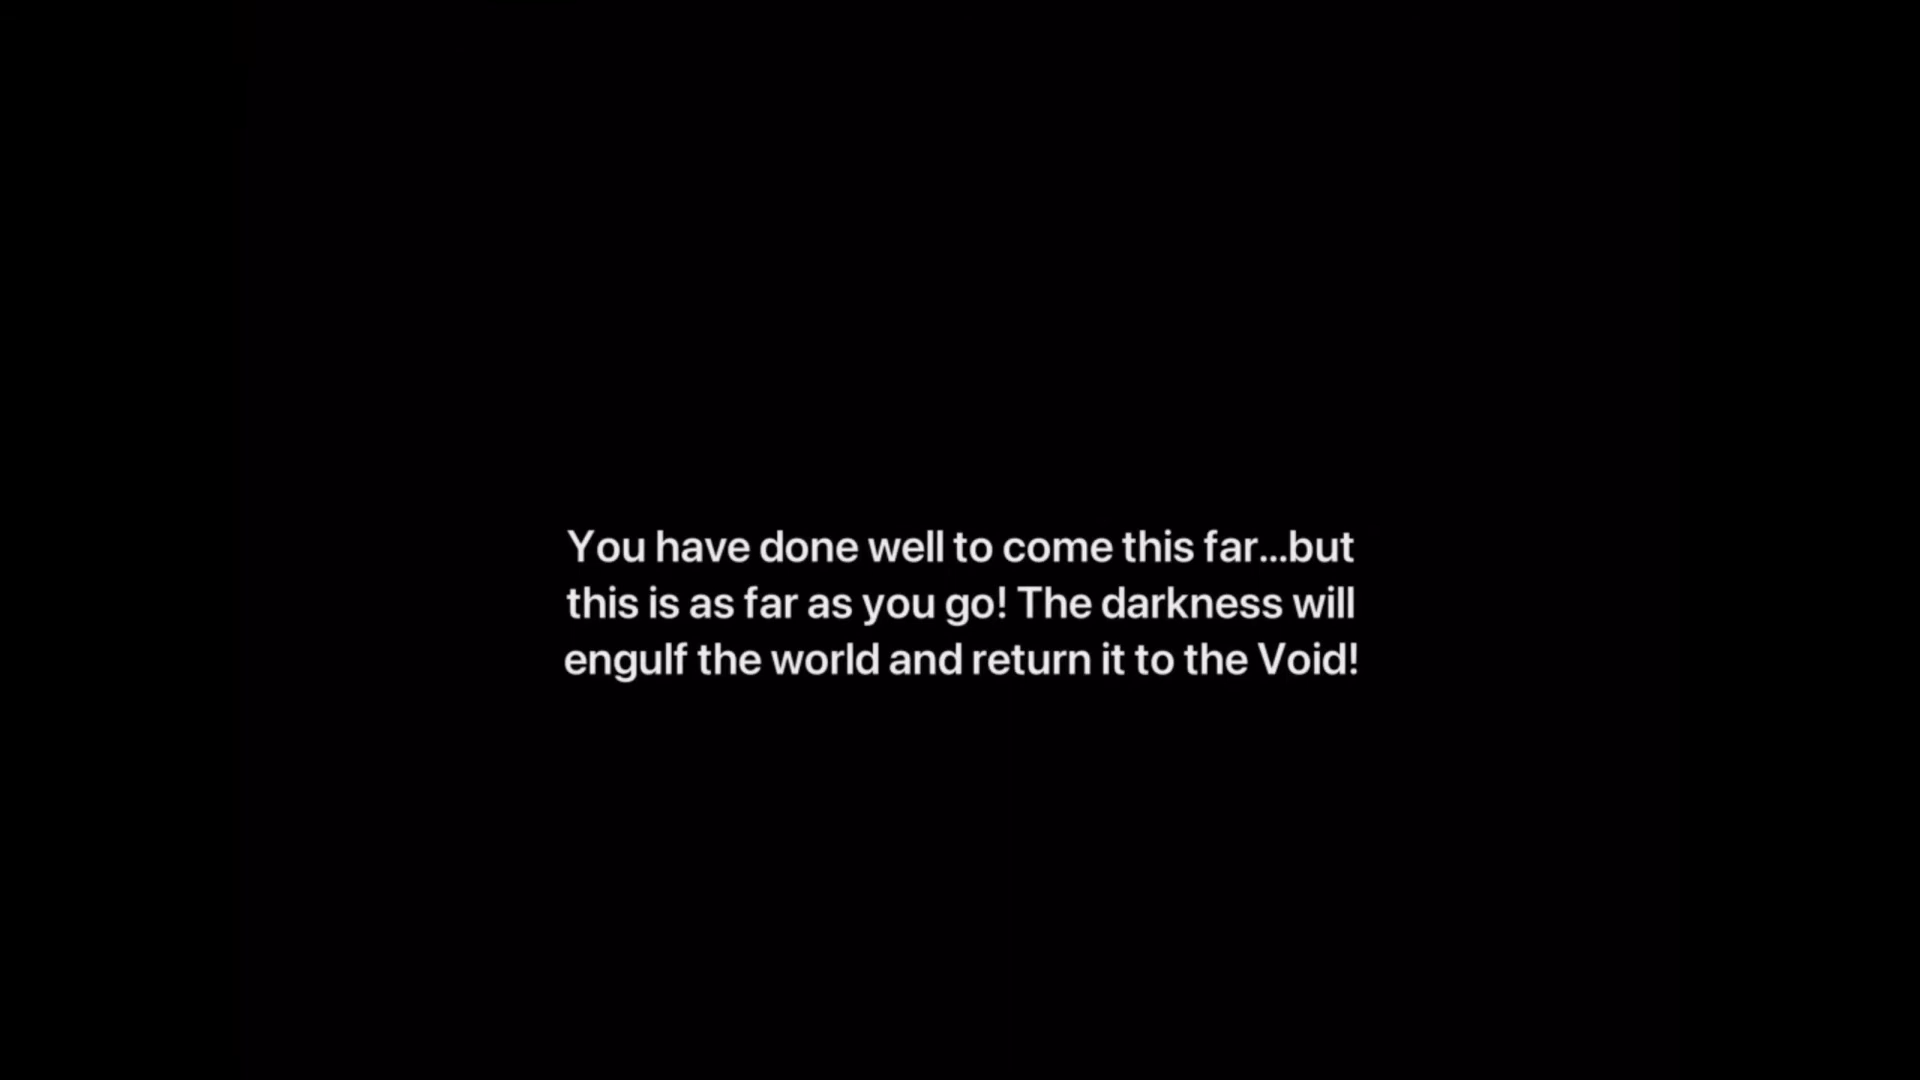 You have done well to come this far...but
this is as far as you go! The darkness will
engulf the world and return it to the Void!